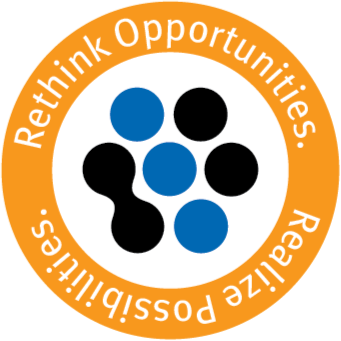 Rethink Opportunities.
Realize Possibilities.